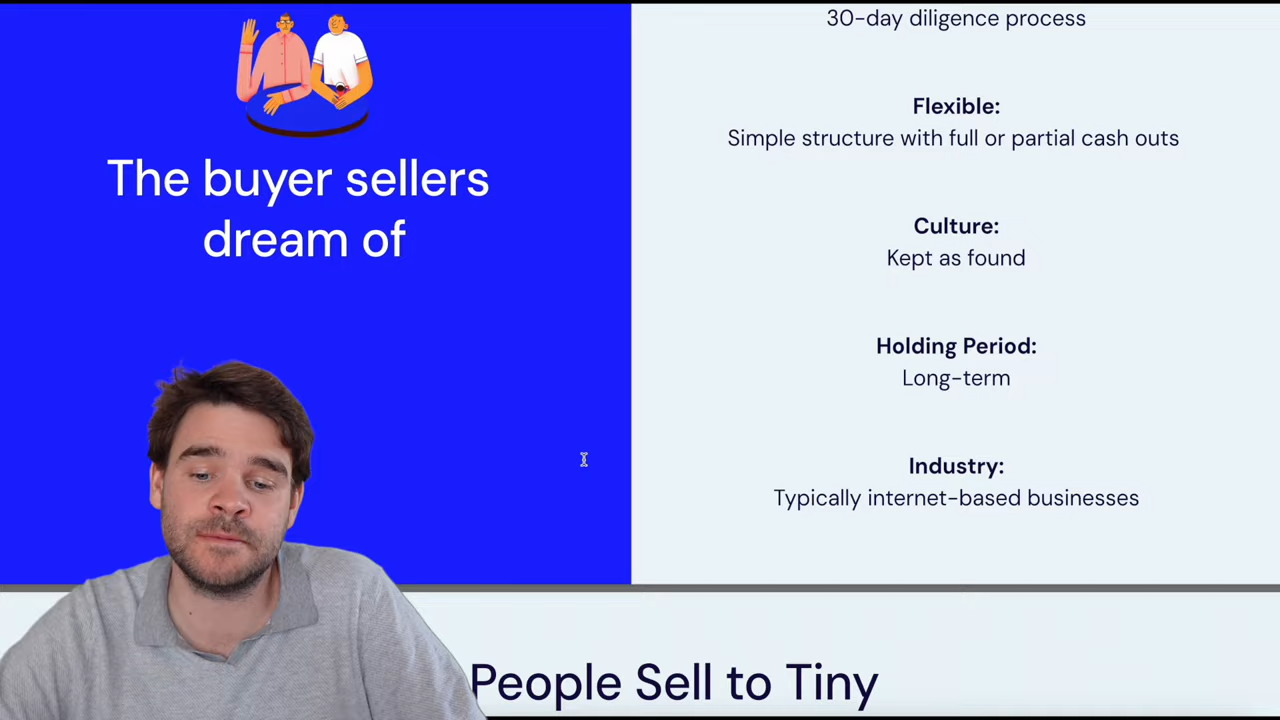 The buyer sellers
dream of
30-day diligence process
Flexible:
Simple structure with full or partial cash outs
Culture:
Kept as found
Holding Period:
Long-term
Industry:
Typically internet-based businesses
People Sell to Tiny